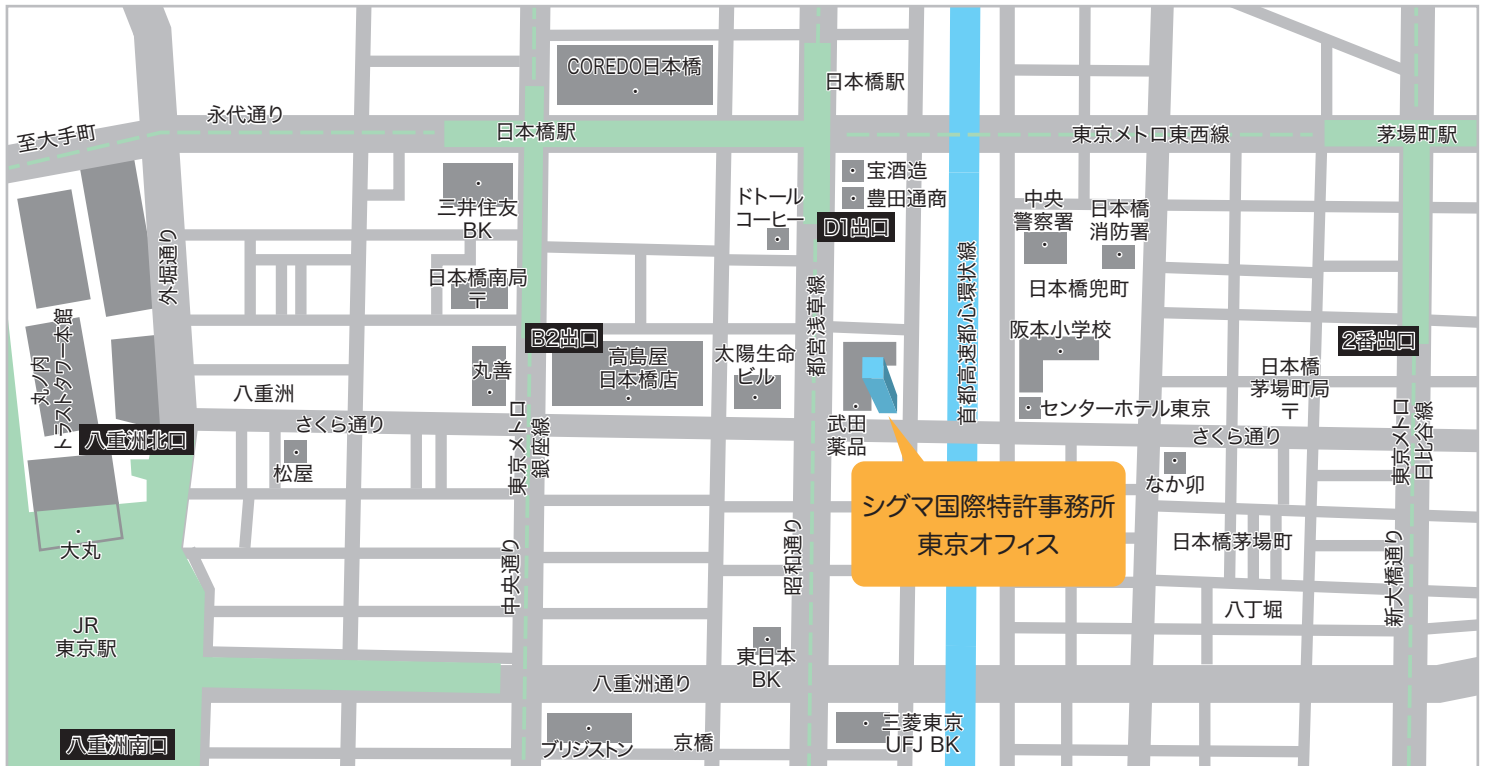 COREDO日本橋
日本橋駅
永代通り
至大手町
日本橋駅
東京メトロ東西線
茅場町駅
三井住友
BK
ドトール
コーヒー
宝酒造
豊田通商
D1出口
中央
警察署
日本橋
消防署
外堀通り
日本橋南局
〒
日本橋兜町
首都高速都心環状線
都営浅草線
丸ノ内
トラストタワー本館
B2出口
丸善
高島屋
日本橋店
太陽生命
ビル
阪本小学校
2番出口
日本橋
茅場町局
〒
八重洲
さくら通り
武田
薬品
センターホテル東京
さくら通り
八重洲北口
松屋
東京メトロ
銀座線
なか卯
東京メトロ
日比谷線
シグマ国際特許事務所
東京オフィス
大丸
中央通り
昭和通り
日本橋茅場町
新大橋通り
八丁堀
JR
東京駅
東日本
BK
八重洲通り
八重洲南口
ブリジストン
京橋
三菱東京
UFJ BK